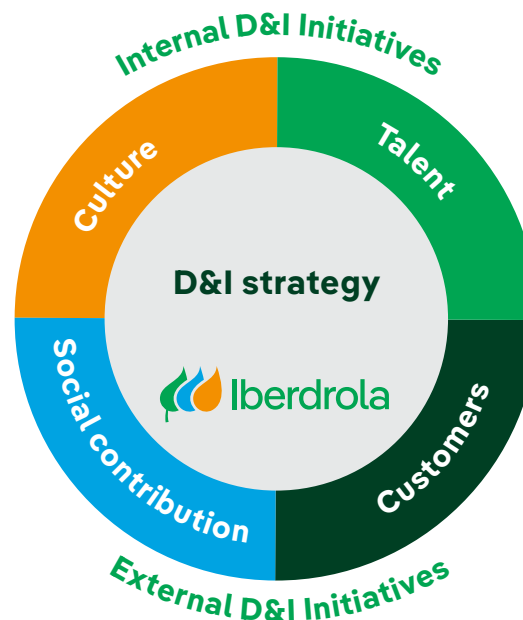 Internal D&I Initiatives
Culture
Talent
D&I strategy
Iberdrola
Social contribution
Customers
External D&I Initiatives